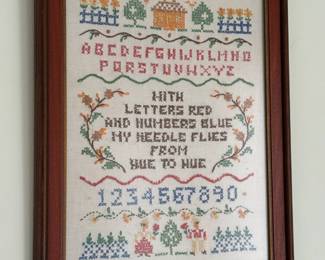 ABCDEFGHIJKLMNO
PQRSTUVWXYZ
WITH
LETTERS RED
AND NUMBERS BLUE
MY NEEDLE FLIES
FROM
HUE TO HUE
1234567890